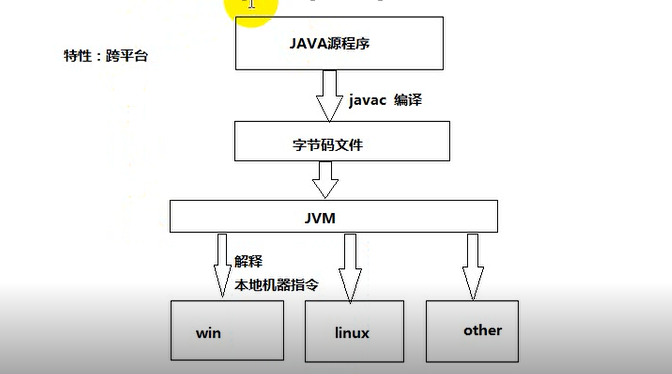 JAVA源程序
特性：跨平台
javac 编译
字节码文件
JVM
解释
本地机器指令
win
linux
other